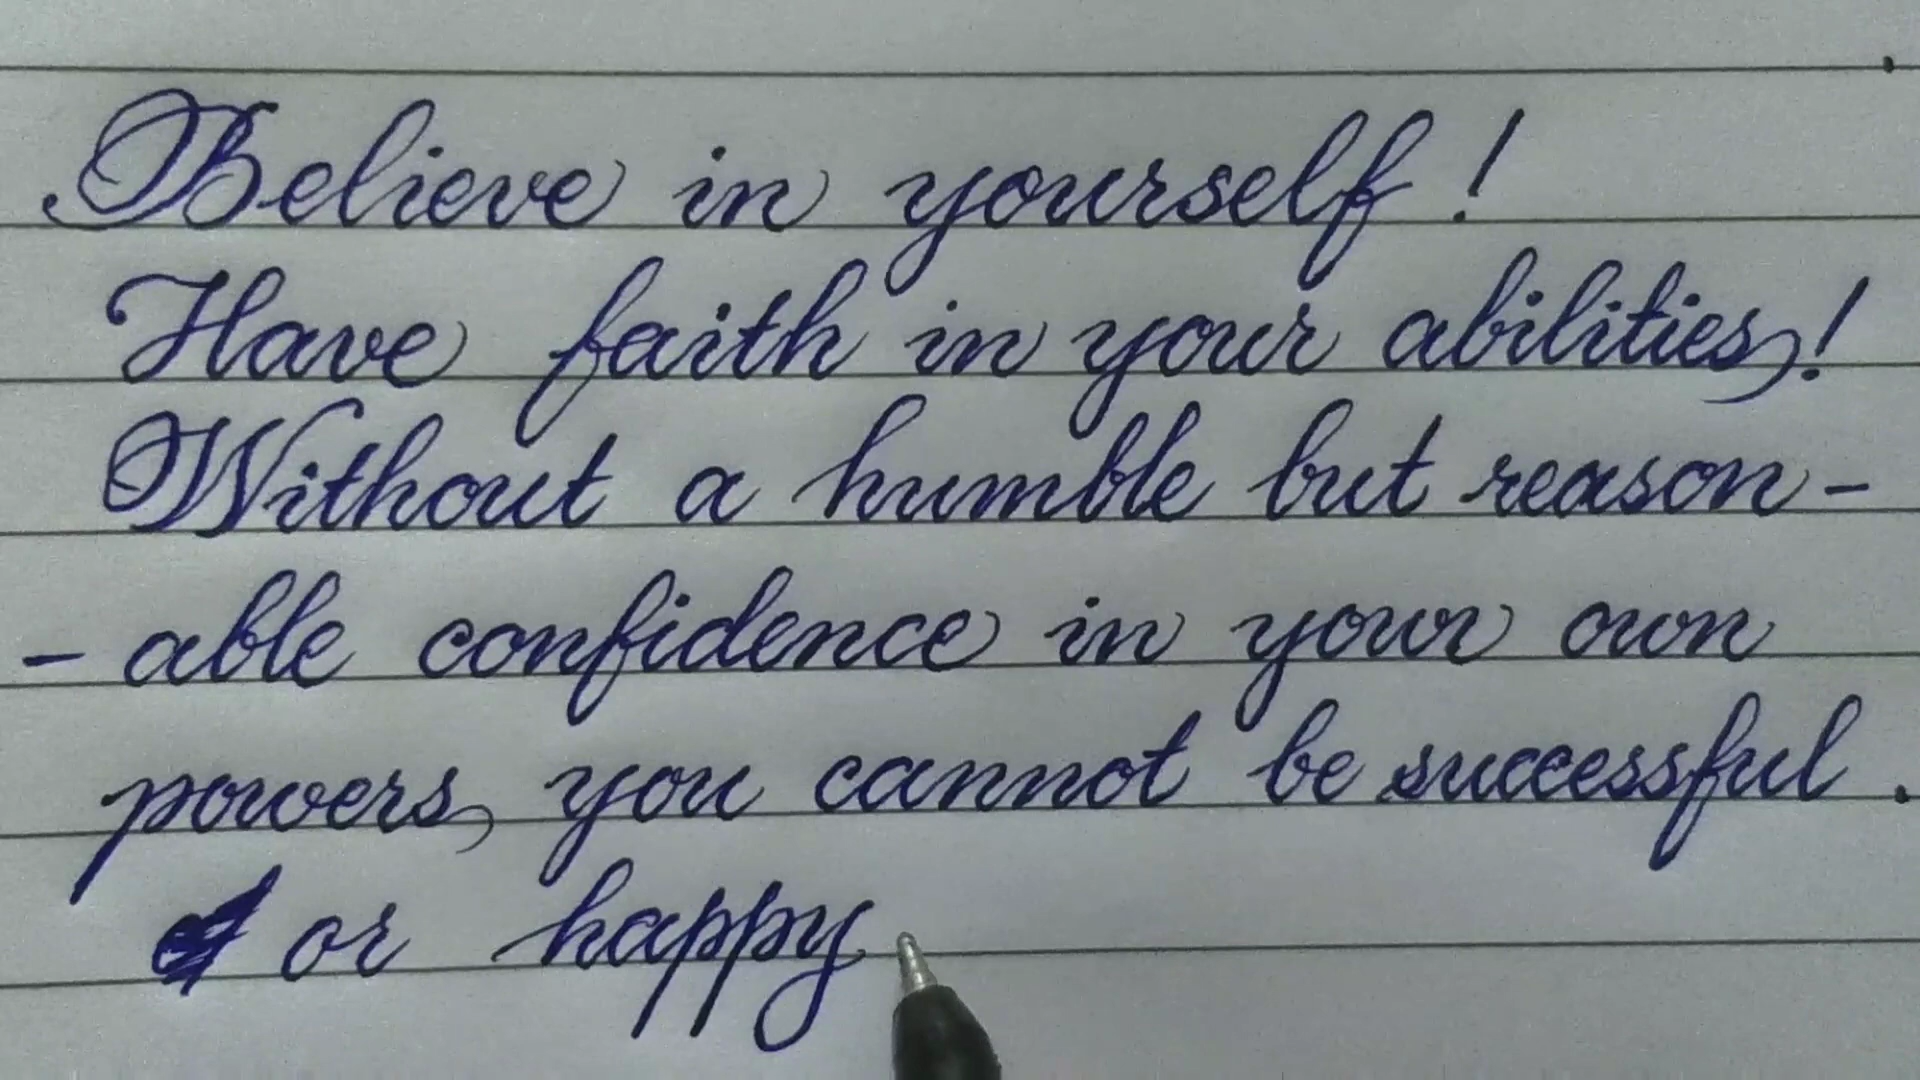 Believe in yourself !
Have faith in your abilities !
Without a humble but reason-
- able confidence in your own
powers, you cannot be successful .
or happy